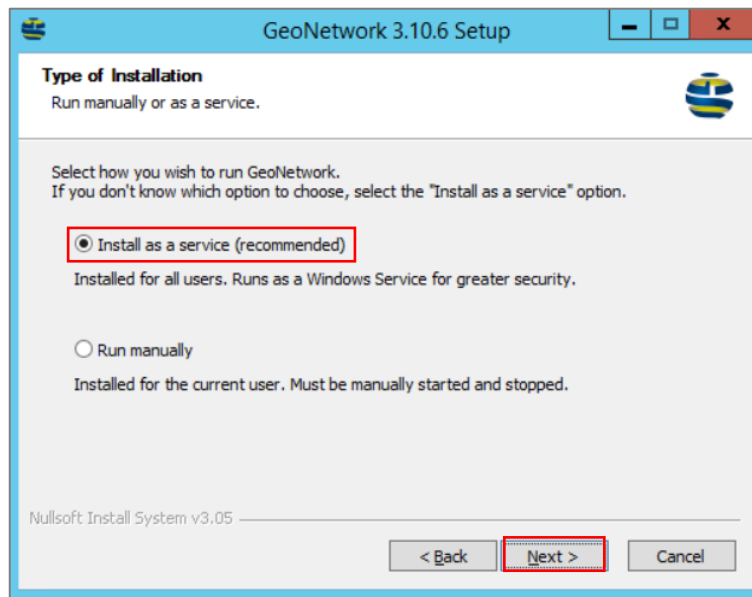 GeoNetwork 3.10.6 Setup
Type of Installation
Run manually or as a service.
Select how you wish to run GeoNetwork.
If you don't know which option to choose, select the "Install as a service" option.
Install as a service (recommended)
Installed for all users. Runs as a Windows Service for greater security.
Run manually
Installed for the current user. Must be manually started and stopped.
Nullsoft Install System v3.05
< Back Next > Cancel